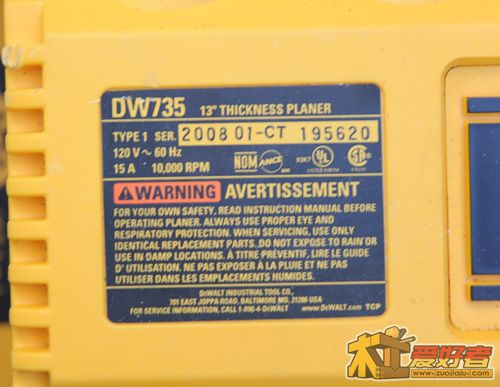 DW735 13" THICKNESS PLANER
TYPE 1 SER. 2008 01-CT 195620
120 V ~ 60 Hz
15 A 10,000 RPM
NOM ANCE
LISTED
WARNING AVERTISSEMENT
FOR YOUR OWN SAFETY, READ INSTRUCTION MANUAL BEFORE
OPERATING PLANER. ALWAYS USE PROPER EYE AND
RESPIRATORY PROTECTION. WHEN SERVICING, USE ONLY
IDENTICAL REPLACEMENT PARTS. DO NOT EXPOSE TO RAIN/OR
USE IN DAMP LOCATIONS. À TITRE PRÉVENTIF, LIRE LE GUIDE
D' UTILISATION. NE PAS EXPOSER À LA PLUIE ET NE PAS
UTILISER DANS LES EMPLACEMENTS HUMIDES.
DEWALT INDUSTRIAL TOOL CO.,
701 EAST JOPPA ROAD, BALTIMORE MD. 21286 USA
FOR SERVICE INFORMATION, CALL 1-800-4-DEWALT www.DEWALT.com TCP
木工爱好者
www.zuojiaju.com